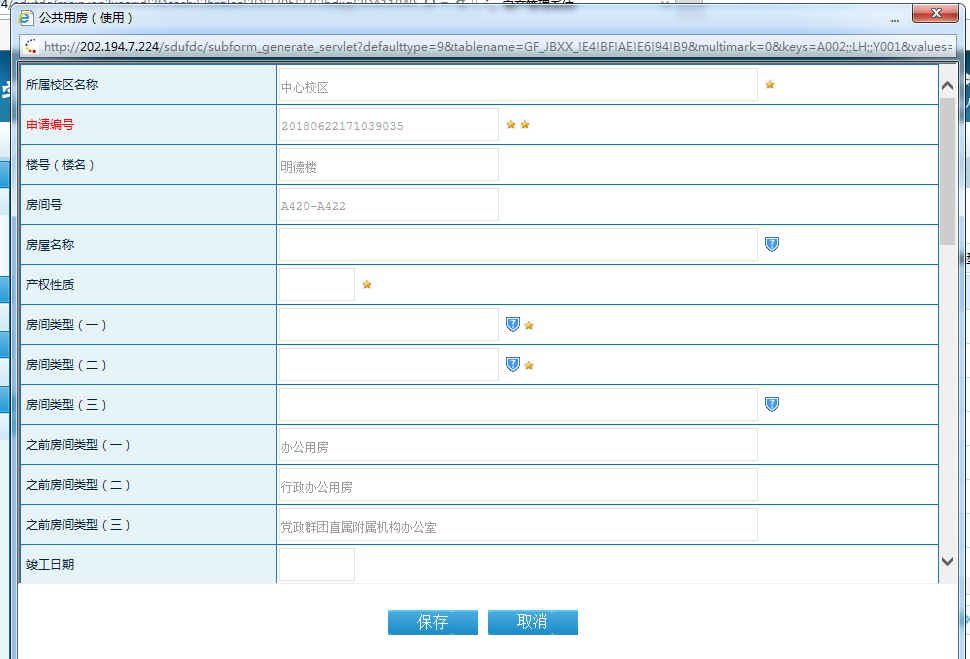 公共用房（使用）
...
http://202.194.7.224/sdufdc/subform_generate_servlet?defaulttype=9&tablename=GF_JBXX_!E4!BF!AE!E6!94!B9&multimark=0&keys=A002;;LH;;Y001&values=
所属校区名称 中心校区
申请编号 20180622171039035
楼号（楼名） 明德楼
房间号 A420-A422
房屋名称
产权性质
房间类型（一）
房间类型（二）
房间类型（三）
之前房间类型（一） 办公用房
之前房间类型（二） 行政办公用房
之前房间类型（三） 党政群团直属附属机构办公室
竣工日期
保存 取消